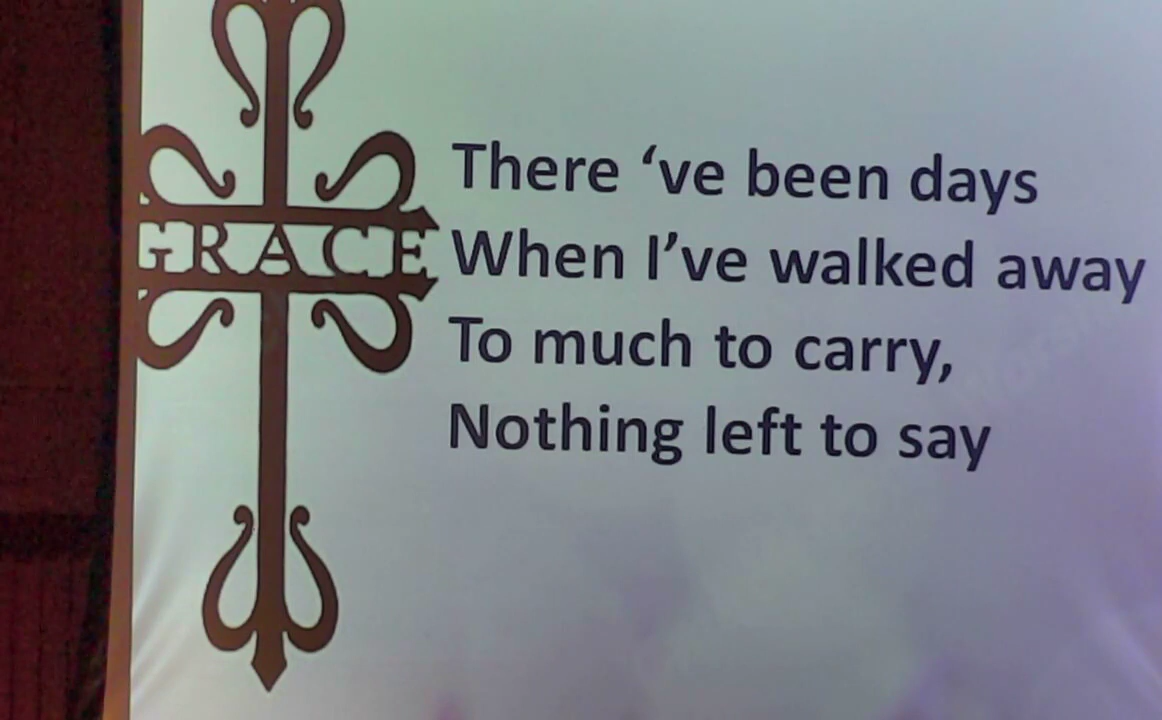 GRACE
There ‘ve been days
When I’ve walked away
To much to carry,
Nothing left to say